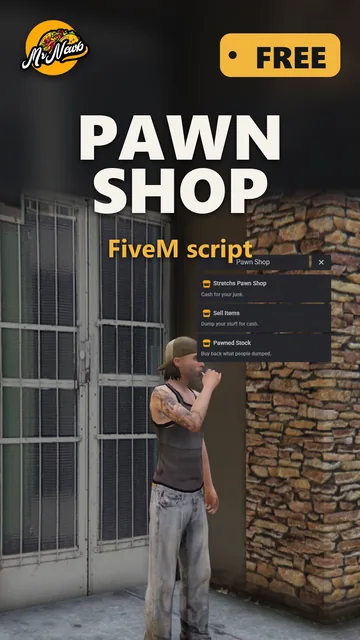 Mr Newb
FREE
PAWN
SHOP
FiveM script
Pawn Shop
Stretchs Pawn Shop
Cash for your junk.
Sell Items
Dump your stuff for cash.
Pawned Stock
Buy back what people dumped.